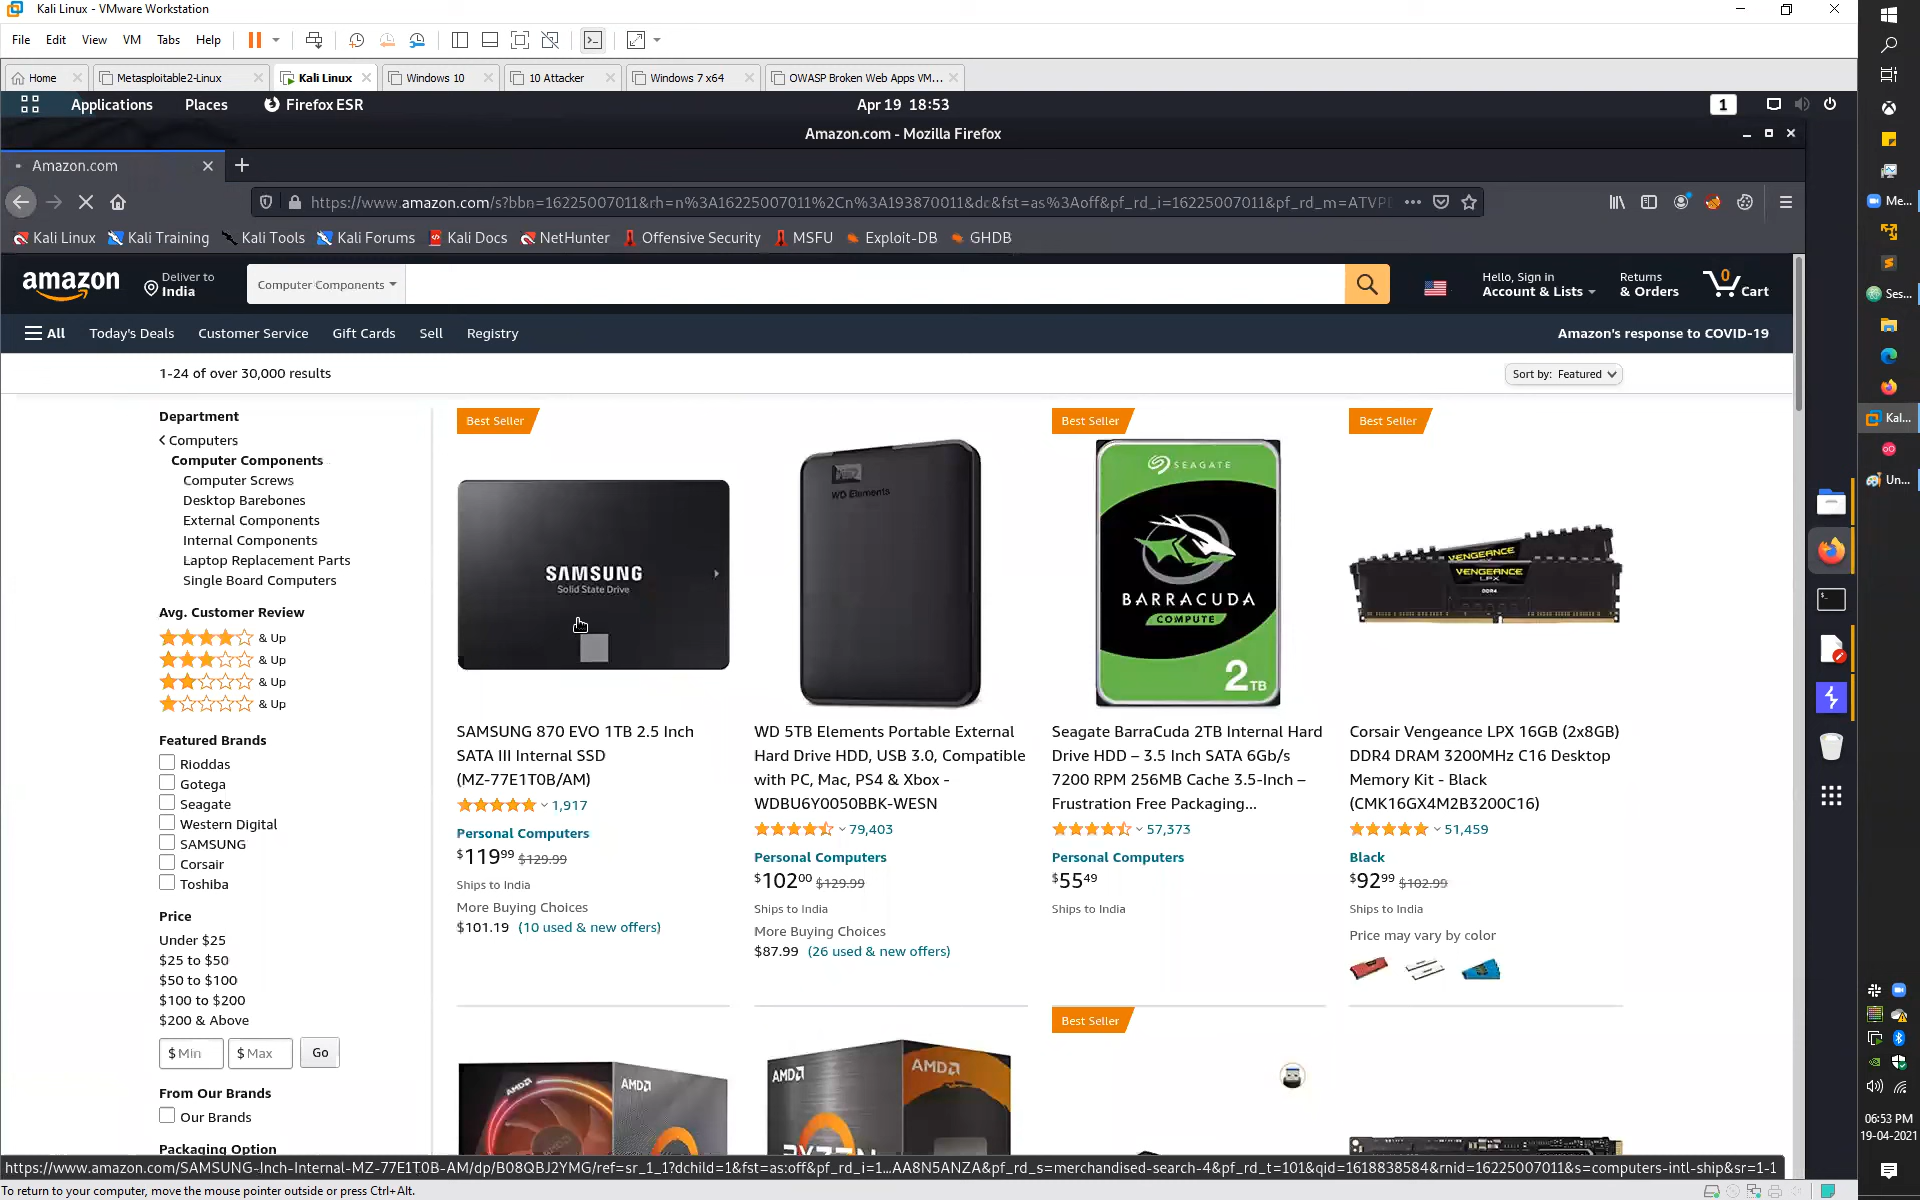 Kali Linux - VMware Workstation
File Edit View VM Tabs Help
Home Metasploitable2-Linux Kali Linux Windows 10 10 Attacker Windows 7 x64 OWASP Broken Web Apps VM...
Applications Places Firefox ESR Apr 19 18:53 1
Amazon.com - Mozilla Firefox
Amazon.com
https://www.amazon.com/s?bbn=16225007011&rh=n%3A16225007011%2Cn%3A193870011&dc&fst=as%3Aoff&pf_rd_i=16225007011&pf_rd_m=ATVPD
Kali Linux Kali Training Kali Tools Kali Forums Kali Docs NetHunter Offensive Security MSFU Exploit-DB GHDB
amazon
Deliver to
India
Computer Components
Hello, Sign in
Account & Lists
Returns
& Orders
0
Cart
All Today's Deals Customer Service Gift Cards Sell Registry Amazon's response to COVID-19
1-24 of over 30,000 results Sort by: Featured
Department
Computers
Computer Components
Computer Screws
Desktop Barebones
External Components
Internal Components
Laptop Replacement Parts
Single Board Computers
Avg. Customer Review
& Up
& Up
& Up
& Up
Featured Brands
Rioddas
Gotega
Seagate
Western Digital
SAMSUNG
Corsair
Toshiba
Price
Under $25
$25 to $50
$50 to $100
$100 to $200
$200 & Above
$ Min $ Max Go
From Our Brands
Our Brands
Packaging Option
Best Seller
SAMSUNG
Solid State Drive
SAMSUNG 870 EVO 1TB 2.5 Inch
SATA III Internal SSD
(MZ-77E1T0B/AM)
1,917
Personal Computers
$119.99 $129.99
Ships to India
More Buying Choices
$101.19 (10 used & new offers)
WD Elements
WD 5TB Elements Portable External
Hard Drive HDD, USB 3.0, Compatible
with PC, Mac, PS4 & Xbox -
WDBU6Y0050BBK-WESN
79,403
Personal Computers
$102.00 $129.99
Ships to India
More Buying Choices
$87.99 (26 used & new offers)
Best Seller
SEAGATE
BARRACUDA
COMPUTE
2TB
Seagate BarraCuda 2TB Internal Hard
Drive HDD – 3.5 Inch SATA 6Gb/s
7200 RPM 256MB Cache 3.5-Inch –
Frustration Free Packaging...
57,373
Personal Computers
$55.49
Ships to India
Best Seller
VENGEANCE
VENGEANCE
LPX
DDR4
Corsair Vengeance LPX 16GB (2x8GB)
DDR4 DRAM 3200MHz C16 Desktop
Memory Kit - Black
(CMK16GX4M2B3200C16)
51,459
Black
$92.99 $102.99
Ships to India
Price may vary by color
AMD AMD
AMD AMD
RYZEN
Best Seller
https://www.amazon.com/SAMSUNG-Inch-Internal-MZ-77E1T0B-AM/dp/B08QBJ2YMG/ref=sr_1_1?dchild=1&fst=as:off&pf_rd_i=1...AA8N5ANZA&pf_rd_s=merchandised-search-4&pf_rd_t=101&qid=1618838584&rnid=16225007011&s=computers-intl-ship&sr=1-1
To return to your computer, move the mouse pointer outside or press Ctrl+Alt.
Me...
Ses...
Kal...
Un...
06:53 PM
19-04-2021